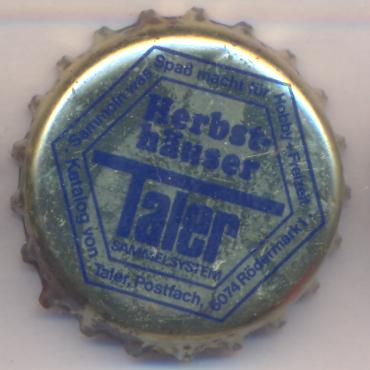 Sammeln was Spaß macht für Hobby + Freizeit,
Katalog von Taler, Postfach, 6074 Rödermark 1,
Herbst-
häuser
Taler
SAMMELSYSTEM